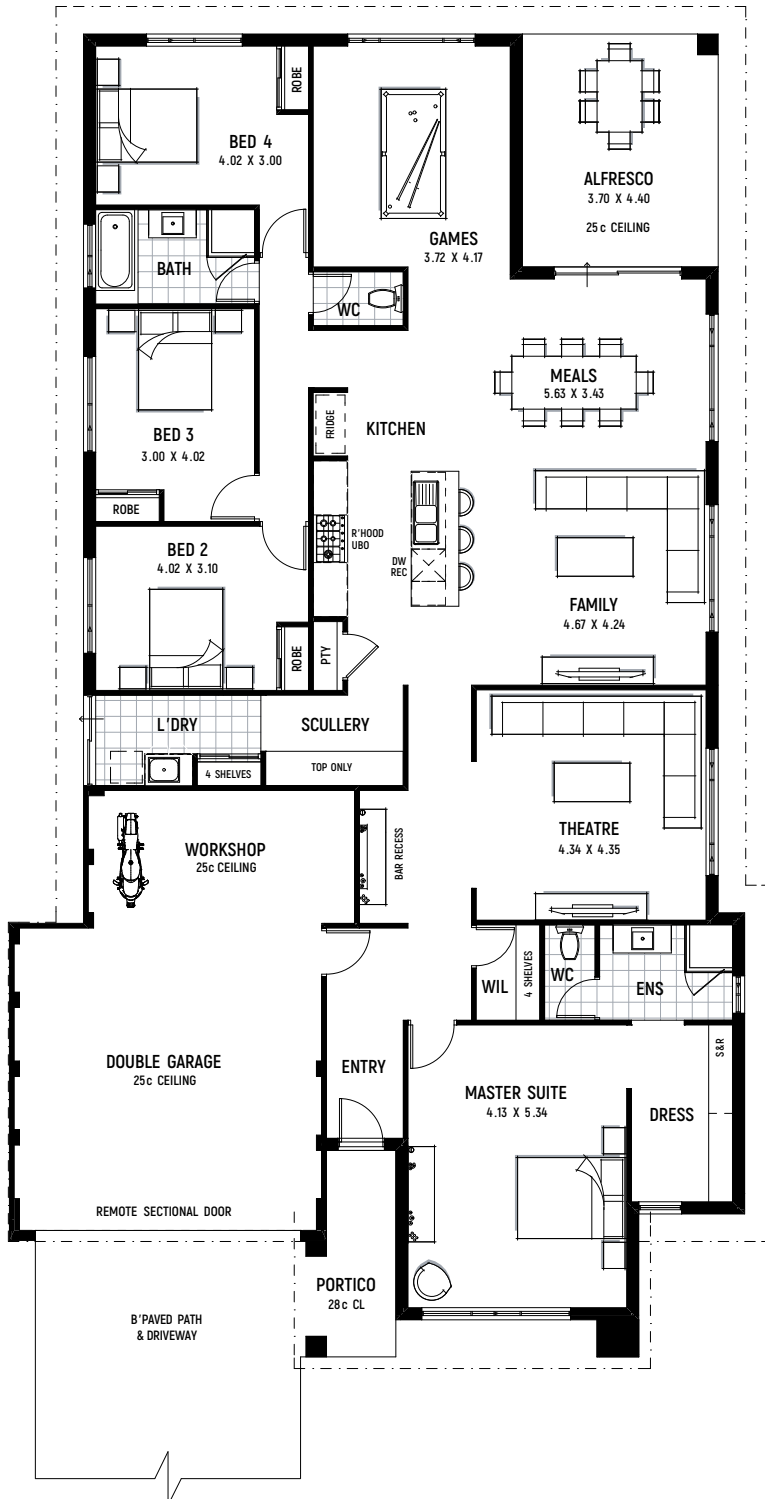 ROBE
BED 4
4.02 X 3.00
ALFRESCO
3.70 X 4.40
25c CEILING
GAMES
3.72 X 4.17
BATH
WC
MEALS
5.63 X 3.43
FRIDGE
KITCHEN
BED 3
3.00 X 4.02
ROBE
R'HOOD
UBO
DW
REC
BED 2
4.02 X 3.10
FAMILY
4.67 X 4.24
ROBE
PTY
L'DRY
SCULLERY
4 SHELVES
TOP ONLY
THEATRE
4.34 X 4.35
WORKSHOP
25c CEILING
BAR RECESS
WIL
4 SHELVES
WC
ENS
S&R
DOUBLE GARAGE
25c CEILING
ENTRY
MASTER SUITE
4.13 X 5.34
DRESS
REMOTE SECTIONAL DOOR
PORTICO
28c CL
B'PAVED PATH
& DRIVEWAY